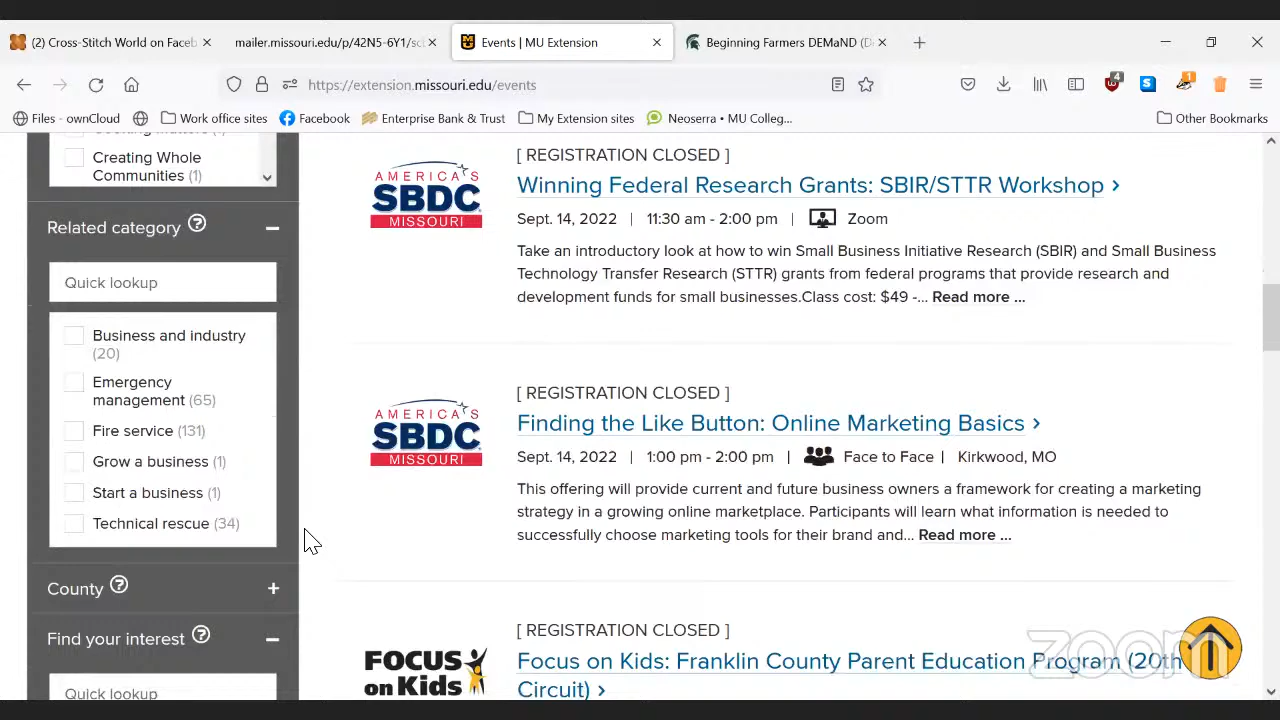 (2) Cross-Stitch World on Faceb
mailer.missouri.edu/p/42N5-6Y1/sc
Events | MU Extension
Beginning Farmers DEMaND (D
https://extension.missouri.edu/events
4
1
Files - ownCloud
Work office sites
Facebook
Enterprise Bank & Trust
My Extension sites
Neoserra • MU Colleg...
Other Bookmarks
Creating Whole
Communities (1)
Related category ?
Quick lookup
Business and industry
(20)
Emergency
management (65)
Fire service (131)
Grow a business (1)
Start a business (1)
Technical rescue (34)
County ?
Find your interest ?
Quick lookup
AMERICA'S
SBDC
MISSOURI
[ REGISTRATION CLOSED ]
Winning Federal Research Grants: SBIR/STTR Workshop
Sept. 14, 2022 | 11:30 am - 2:00 pm | Zoom
Take an introductory look at how to win Small Business Initiative Research (SBIR) and Small Business
Technology Transfer Research (STTR) grants from federal programs that provide research and
development funds for small businesses.Class cost: $49 -... Read more ...
AMERICA'S
SBDC
MISSOURI
[ REGISTRATION CLOSED ]
Finding the Like Button: Online Marketing Basics
Sept. 14, 2022 | 1:00 pm - 2:00 pm | Face to Face | Kirkwood, MO
This offering will provide current and future business owners a framework for creating a marketing
strategy in a growing online marketplace. Participants will learn what information is needed to
successfully choose marketing tools for their brand and... Read more ...
FOCUS
on Kids
[ REGISTRATION CLOSED ]
Focus on Kids: Franklin County Parent Education Program (20th
Circuit)
zoom